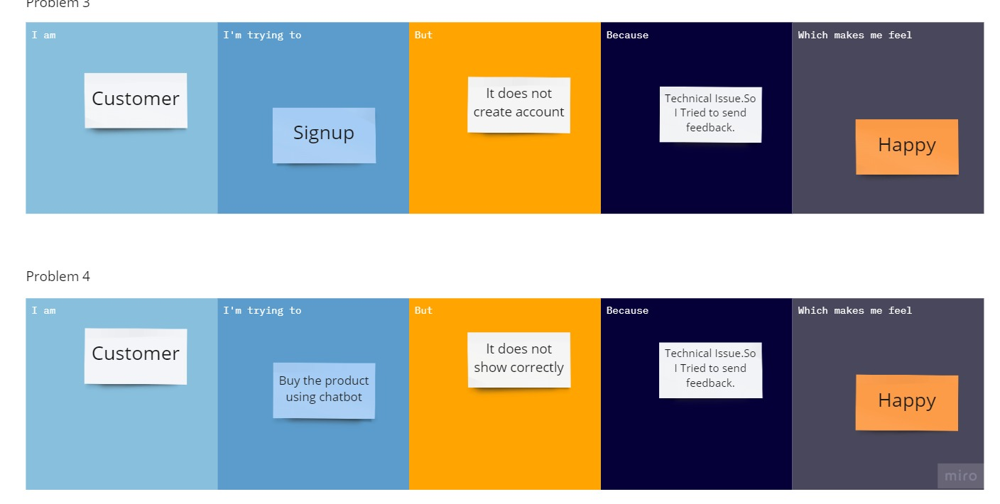 Problem 3
I am
I'm trying to
But
Because
Which makes me feel
Customer
Signup
It does not
create account
Technical Issue.So
I Tried to send
feedback.
Happy
Problem 4
I am
I'm trying to
But
Because
Which makes me feel
Customer
Buy the product
using chatbot
It does not
show correctly
Technical Issue.So
I Tried to send
feedback.
Happy
miro